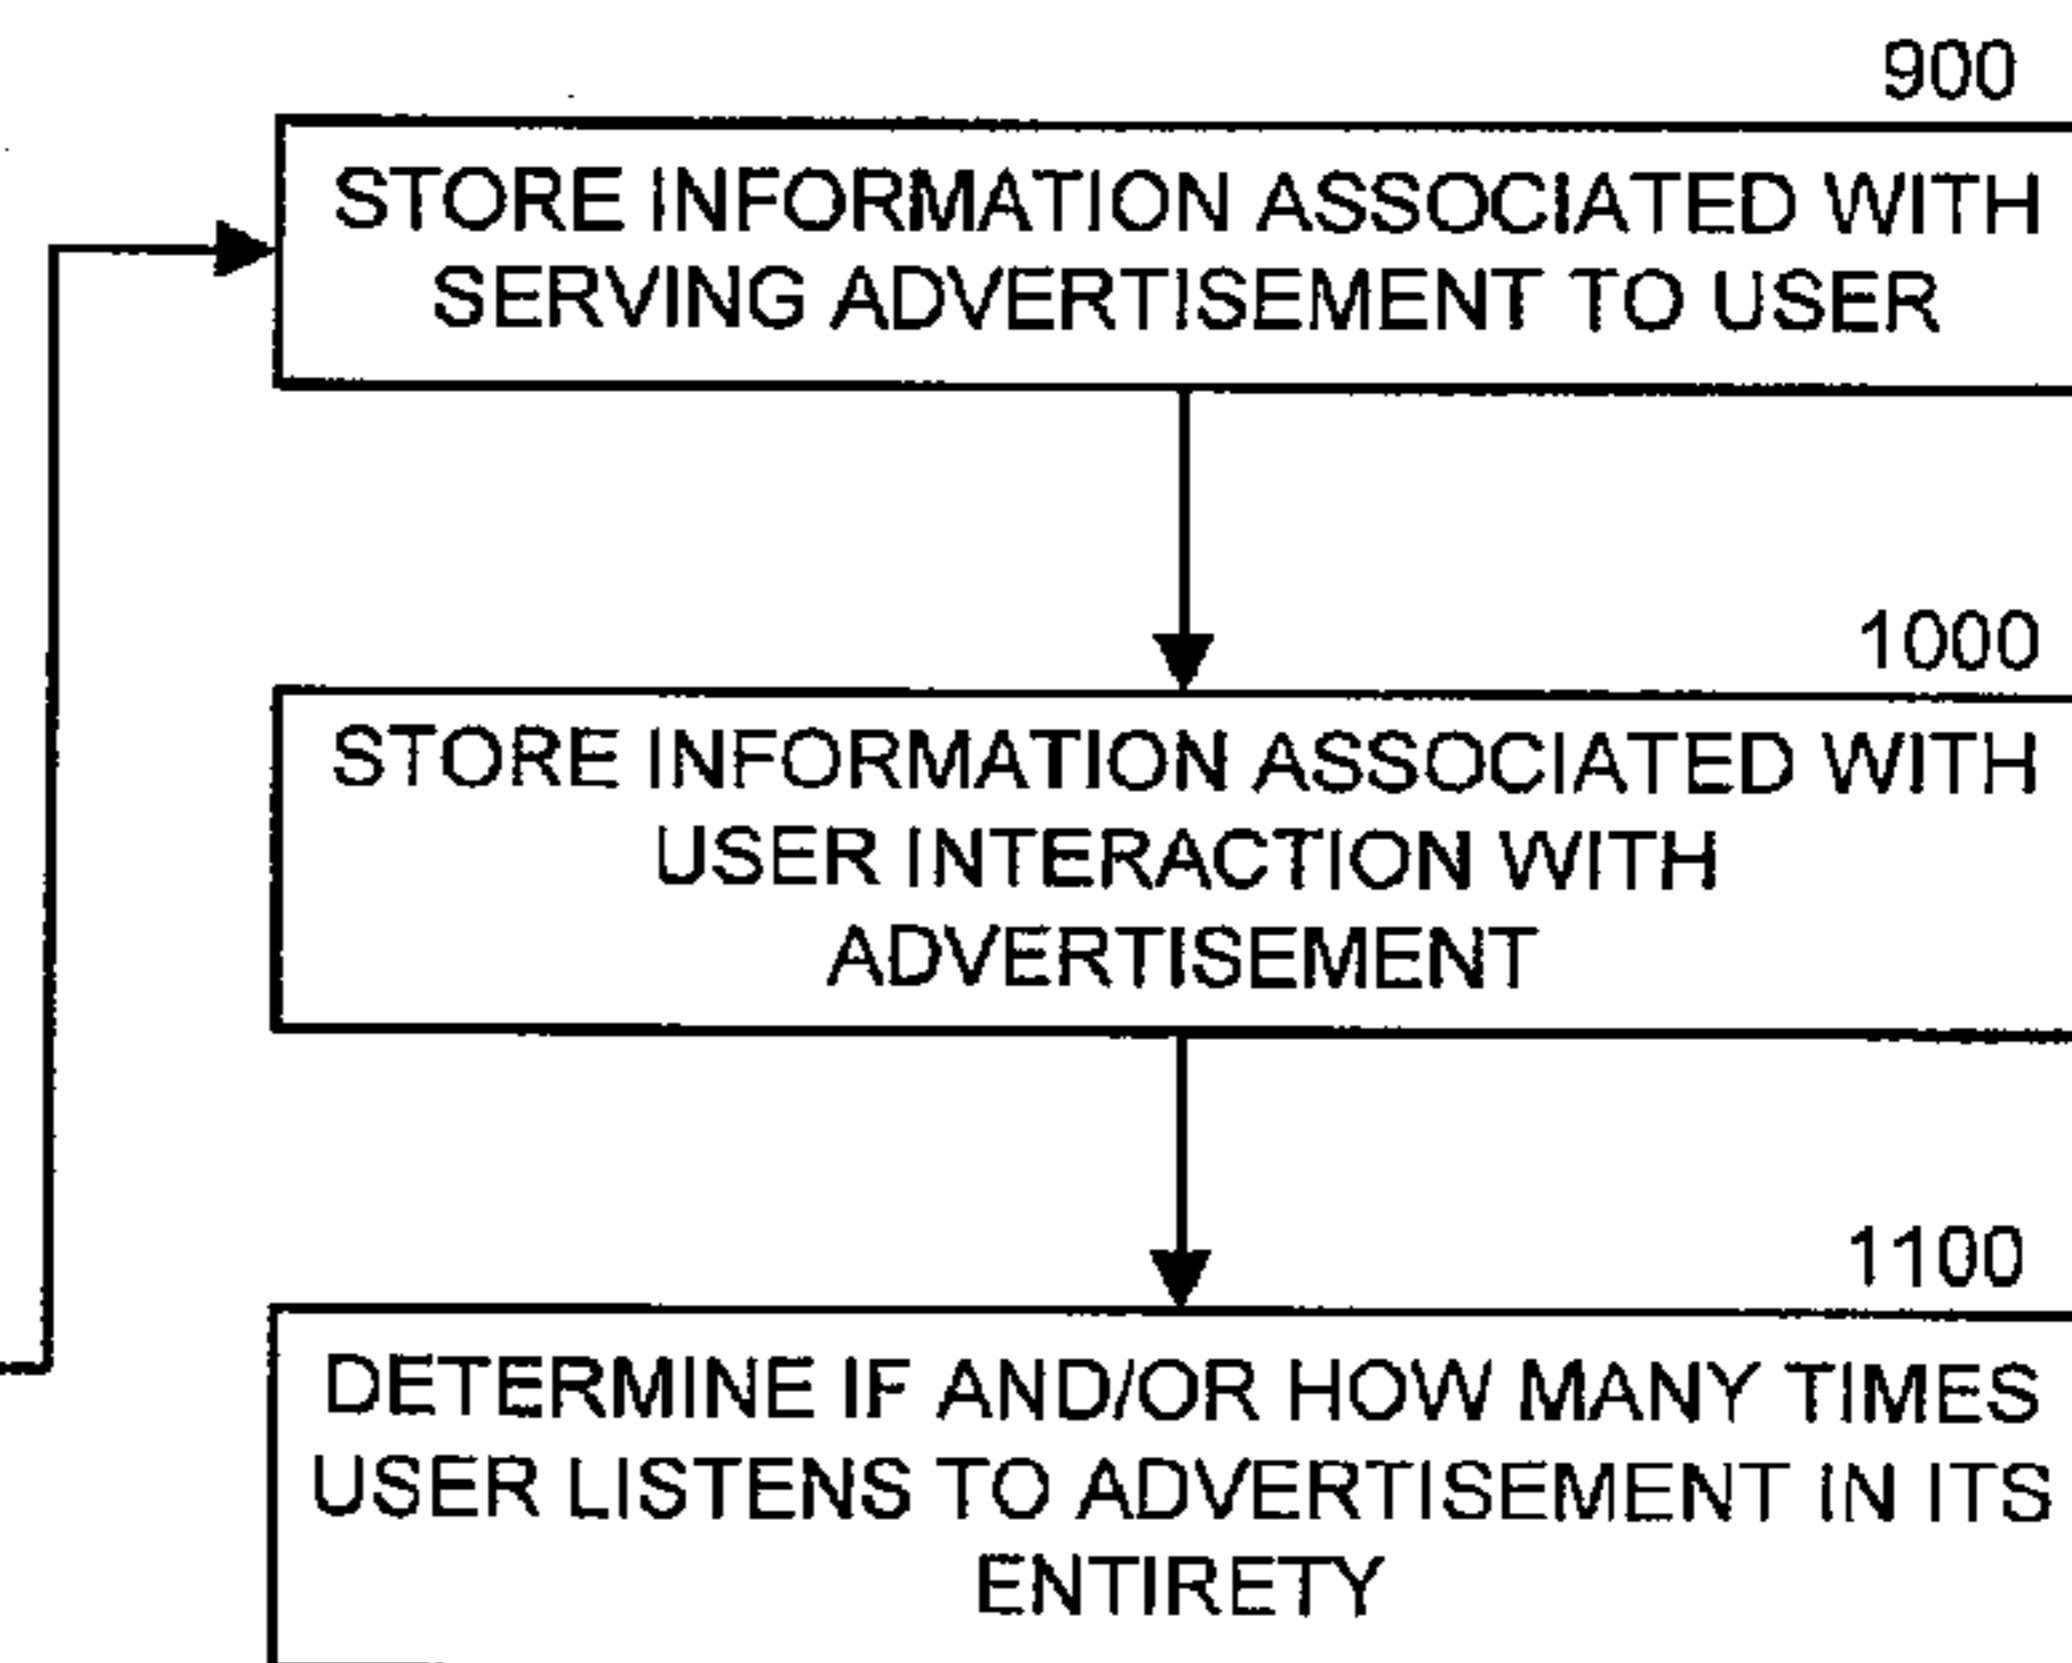 900
STORE INFORMATION ASSOCIATED WITH
SERVING ADVERTISEMENT TO USER
1000
STORE INFORMATION ASSOCIATED WITH
USER INTERACTION WITH
ADVERTISEMENT
1100
DETERMINE IF AND/OR HOW MANY TIMES
USER LISTENS TO ADVERTISEMENT IN ITS
ENTIRETY